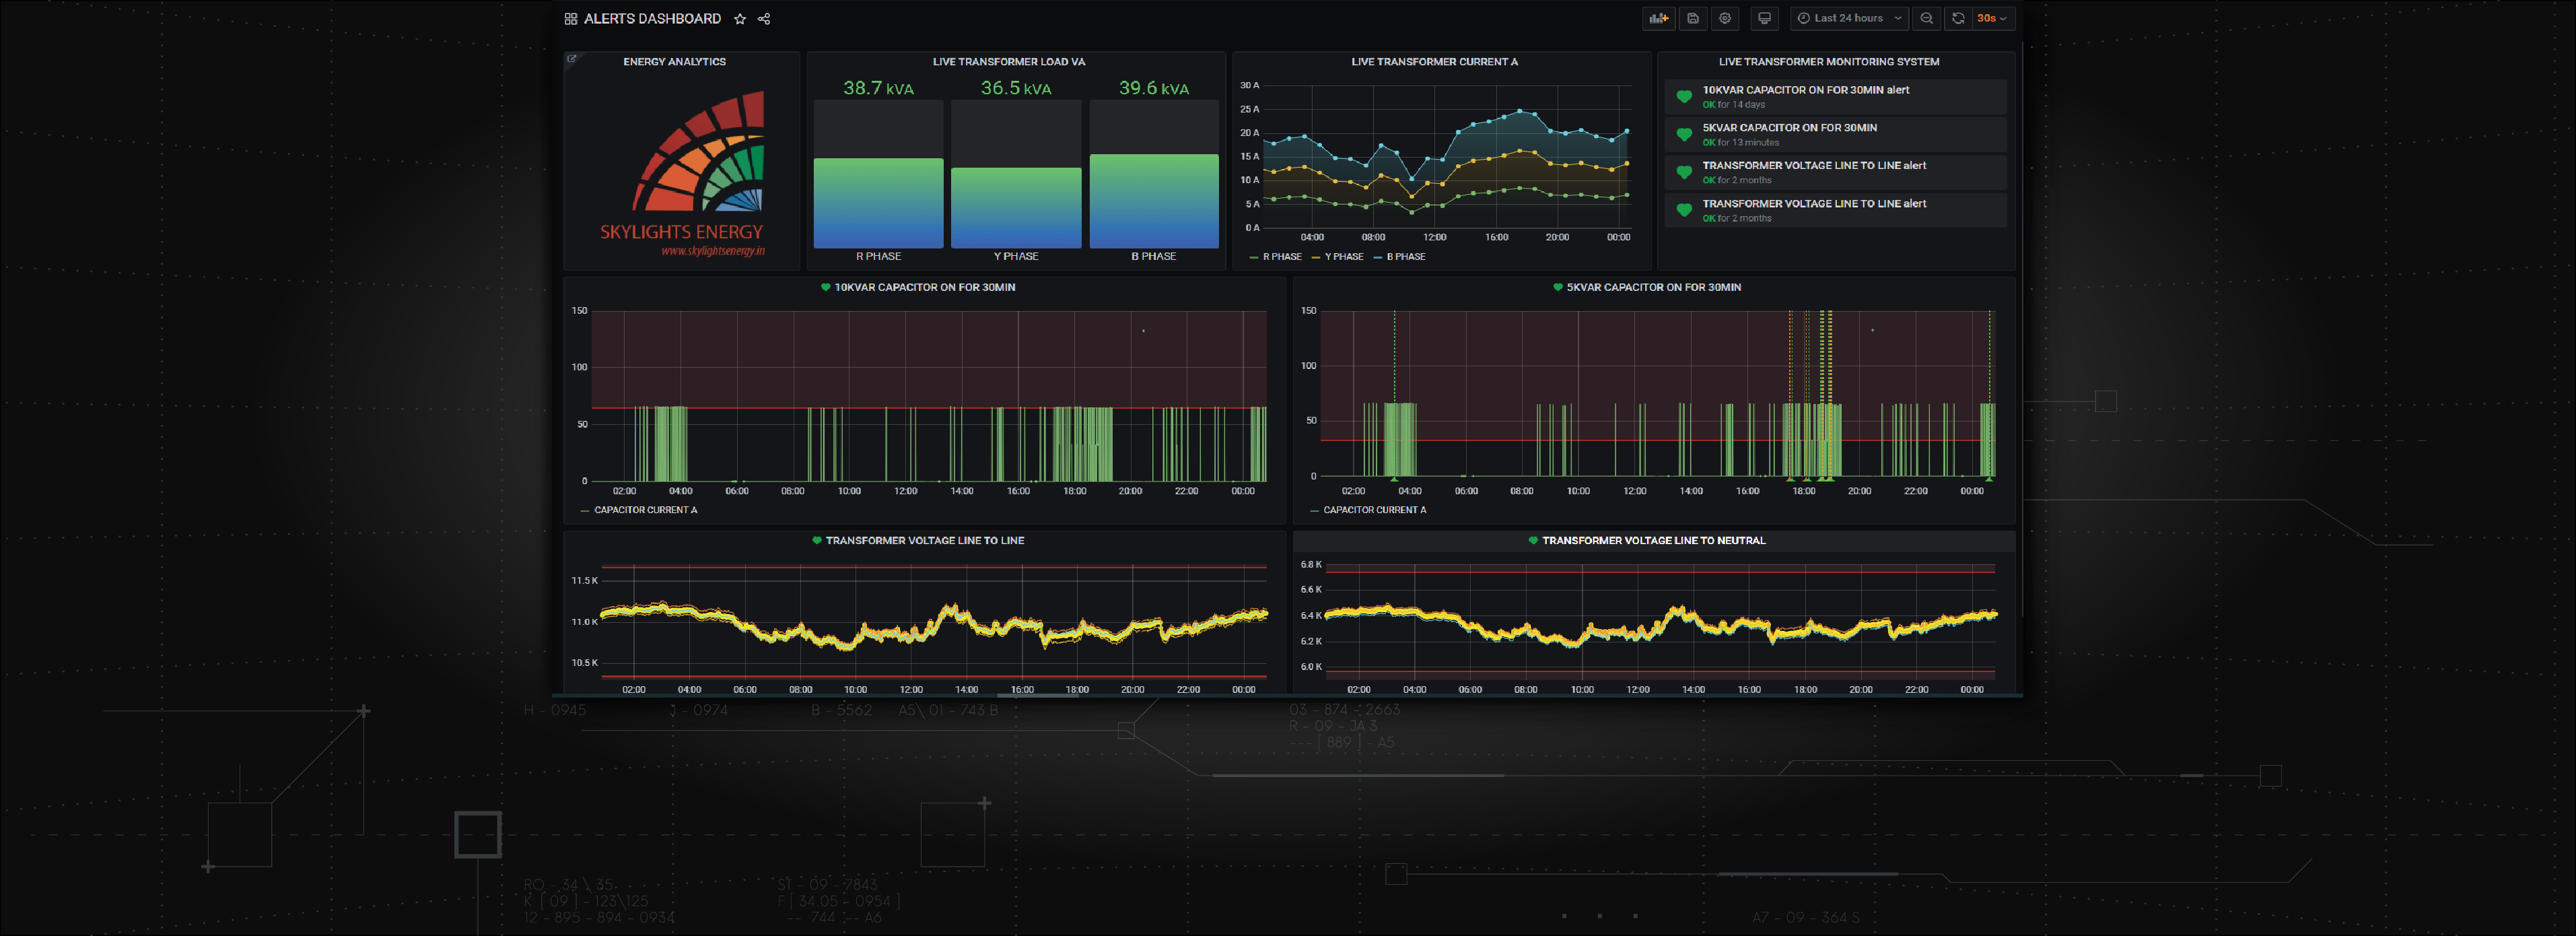 ALERTS DASHBOARD
Last 24 hours
30s
ENERGY ANALYTICS
SKYLIGHTS ENERGY
www.skylightsenergy.in
LIVE TRANSFORMER LOAD VA
38.7 kVA 36.5 kVA 39.6 kVA
R PHASE Y PHASE B PHASE
LIVE TRANSFORMER CURRENT A
30 A
25 A
20 A
15 A
10 A
5 A
0 A
04:00 08:00 12:00 16:00 20:00 00:00
R PHASE Y PHASE B PHASE
LIVE TRANSFORMER MONITORING SYSTEM
10KVAR CAPACITOR ON FOR 30MIN alert
OK for 14 days
5KVAR CAPACITOR ON FOR 30MIN
OK for 13 minutes
TRANSFORMER VOLTAGE LINE TO LINE alert
OK for 2 months
TRANSFORMER VOLTAGE LINE TO LINE alert
OK for 2 months
10KVAR CAPACITOR ON FOR 30MIN
150
100
50
0
02:00 04:00 06:00 08:00 10:00 12:00 14:00 16:00 18:00 20:00 22:00 00:00
CAPACITOR CURRENT A
5KVAR CAPACITOR ON FOR 30MIN
150
100
50
0
02:00 04:00 06:00 08:00 10:00 12:00 14:00 16:00 18:00 20:00 22:00 00:00
CAPACITOR CURRENT A
TRANSFORMER VOLTAGE LINE TO LINE
11.5 K
11.0 K
10.5 K
02:00 04:00 06:00 08:00 10:00 12:00 14:00 16:00 18:00 20:00 22:00 00:00
TRANSFORMER VOLTAGE LINE TO NEUTRAL
6.8 K
6.6 K
6.4 K
6.2 K
6.0 K
02:00 04:00 06:00 08:00 10:00 12:00 14:00 16:00 18:00 20:00 22:00 00:00
H - 0945 J - 0974 B - 5562 A5\ 01 - 743 B
03 - 874 - 2663
R - 09 - JA 3
--- [ 889 ] - A5
RO - 34 \ 35
K [ 09 ] - 123\125
12 - 895 - 894 - 0934
ST - 09 - 7843
F [ 34.05 - 0954 ]
-- 744 -- A6
A7 - 09 - 364 S